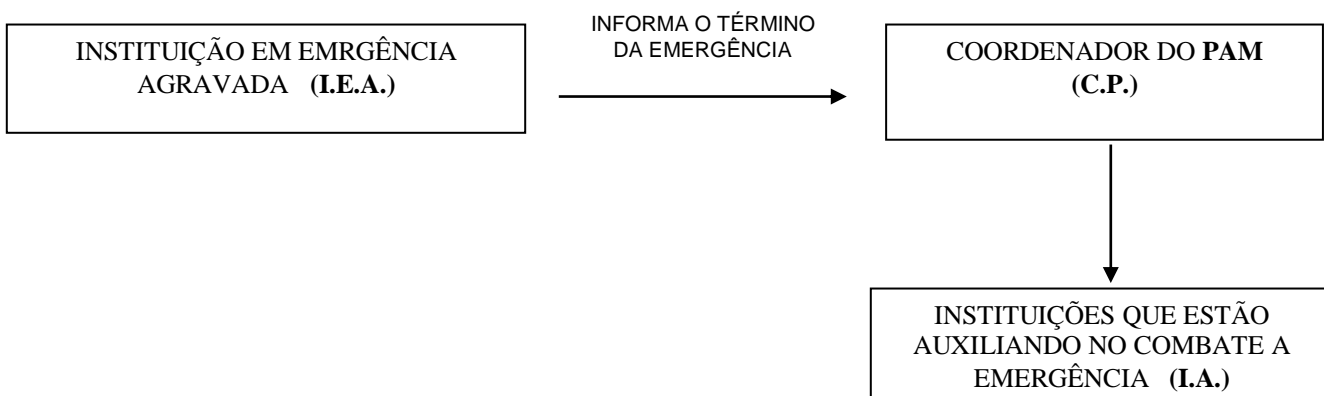 INSTITUIÇÃO EM EMRGÊNCIA
AGRAVADA (I.E.A.)
INFORMA O TÉRMINO
DA EMERGÊNCIA
COORDENADOR DO PAM
(C.P.)
INSTITUIÇÕES QUE ESTÃO
AUXILIANDO NO COMBATE A
EMERGÊNCIA (I.A.)